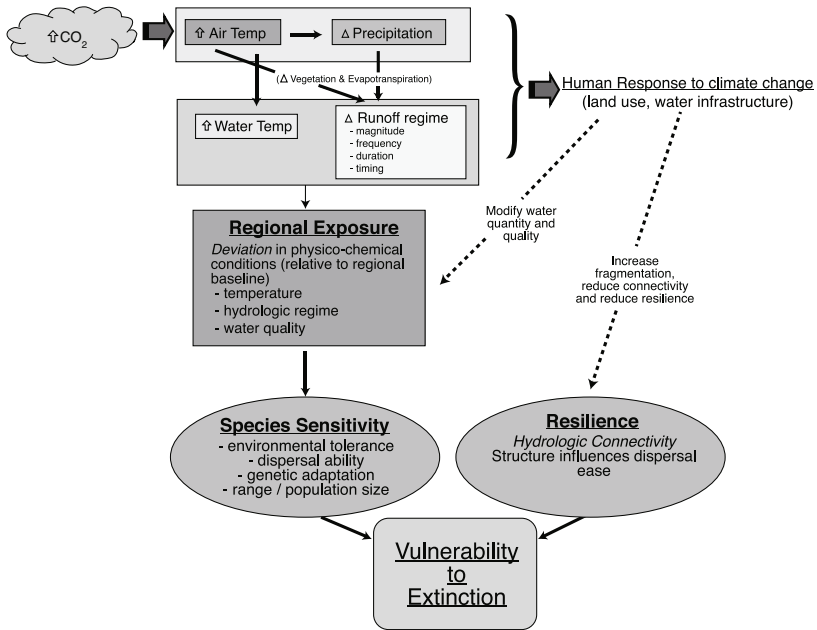 ⇧CO2
⇧ Air Temp
Δ Precipitation
(Δ Vegetation & Evapotranspiration)
⇧Water Temp
Δ Runoff regime
- magnitude
- frequency
- duration
- timing
Human Response to climate change
(land use, water infrastructure)
Regional Exposure
Deviation in physico-chemical
conditions (relative to regional
baseline)
- temperature
- hydrologic regime
- water quality
Modify water
quantity and
quality
Increase
fragmentation,
reduce connectivity
and reduce resilience
Species Sensitivity
- environmental tolerance
- dispersal ability
- genetic adaptation
- range / population size
Resilience
Hydrologic Connectivity
Structure influences dispersal
ease
Vulnerability
to
Extinction